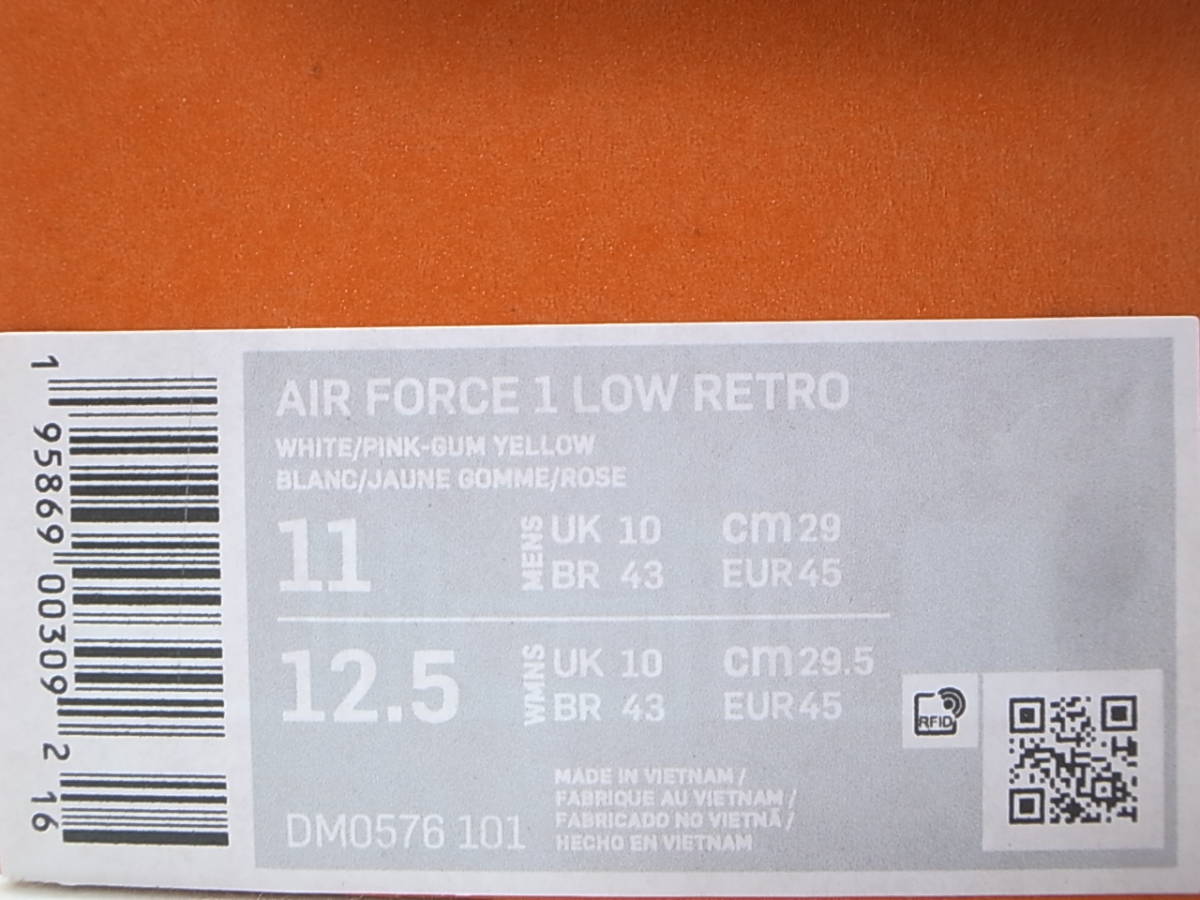 AIR FORCE 1 LOW RETRO
WHITE/PINK-GUM YELLOW
BLANC/JAUNE GOMME/ROSE
11 MENS UK 10 cm 29
BR 43 EUR 45
12.5 WMNS UK 10 cm 29.5
BR 43 EUR 45
RFID
DM0576 101
MADE IN VIETNAM /
FABRIQUE AU VIETNAM /
FABRICADO NO VIETNÃ /
HECHO EN VIETNAM
1 95869 00309 2 16